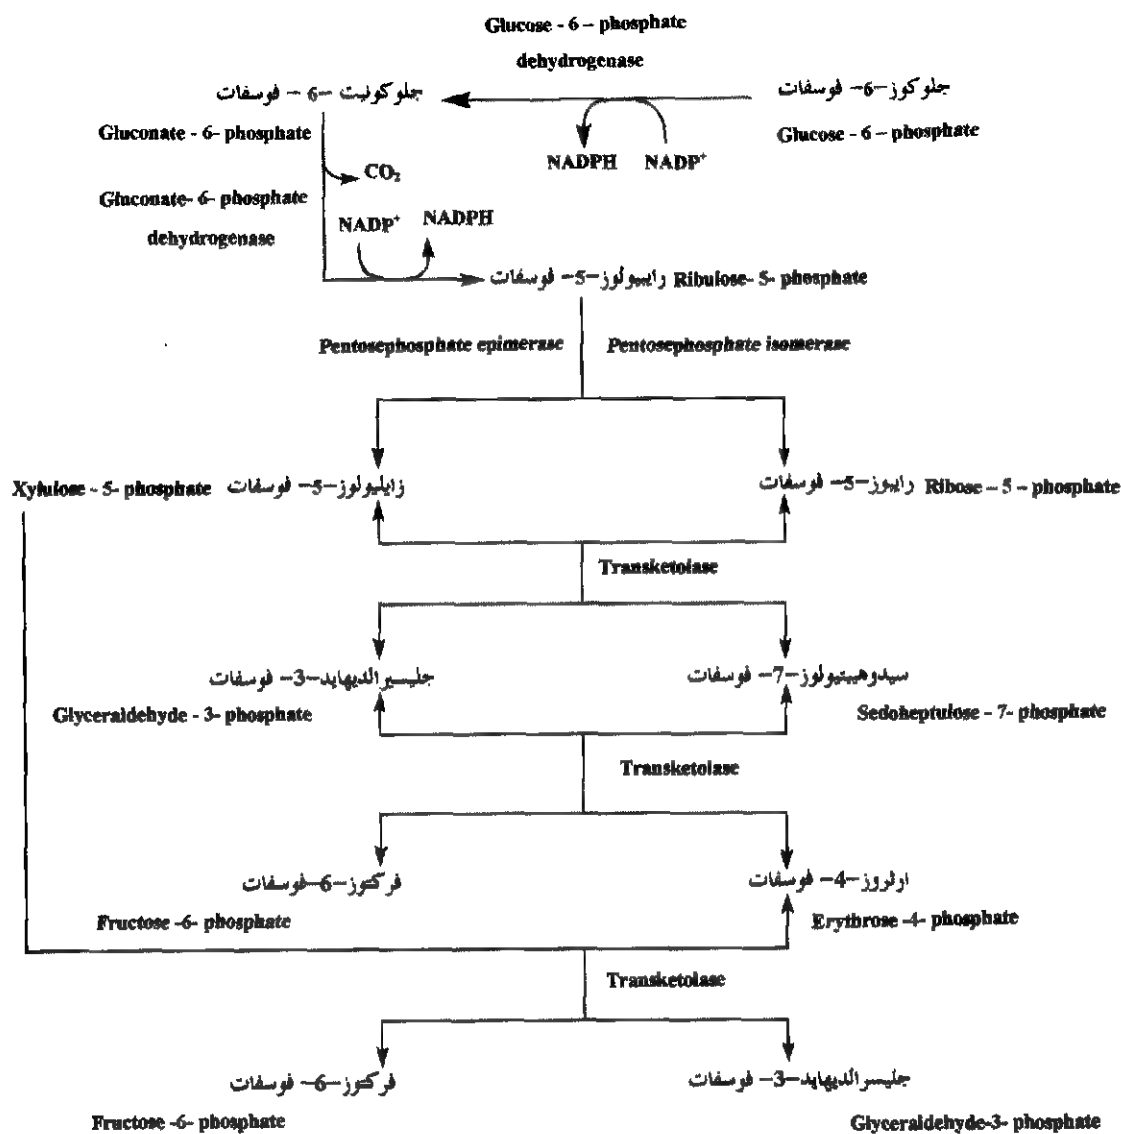 Glucose - 6 – phosphate
dehydrogenase
جلوكونيت –6 – فوسفات
جلوكوز–6– فوسفات
Gluconate - 6- phosphate
Glucose - 6 – phosphate
NADPH
NADP+
CO2
Gluconate- 6- phosphate
dehydrogenase
NADP+
NADPH
رايبولوز–5– فوسفات Ribulose- 5- phosphate
Pentosephosphate epimerase
Pentosephosphate isomerase
Xylulose - 5- phosphate زايليولوز–5– فوسفات
رايبوز–5– فوسفات Ribose – 5 – phosphate
Transketolase
جليسيرالديهايد–3– فوسفات
سيدوهيبتيولوز–7– فوسفات
Glyceraldehyde - 3- phosphate
Sedoheptulose - 7- phosphate
Transketolase
فركتوز–6–فوسفات
اوثروز–4– فوسفات
Fructose -6- phosphate
Erythrose -4- phosphate
Transketolase
فركتوز–6– فوسفات
جليسرالديهايد–3– فوسفات
Fructose -6- phosphate
Glyceraldehyde-3- phosphate